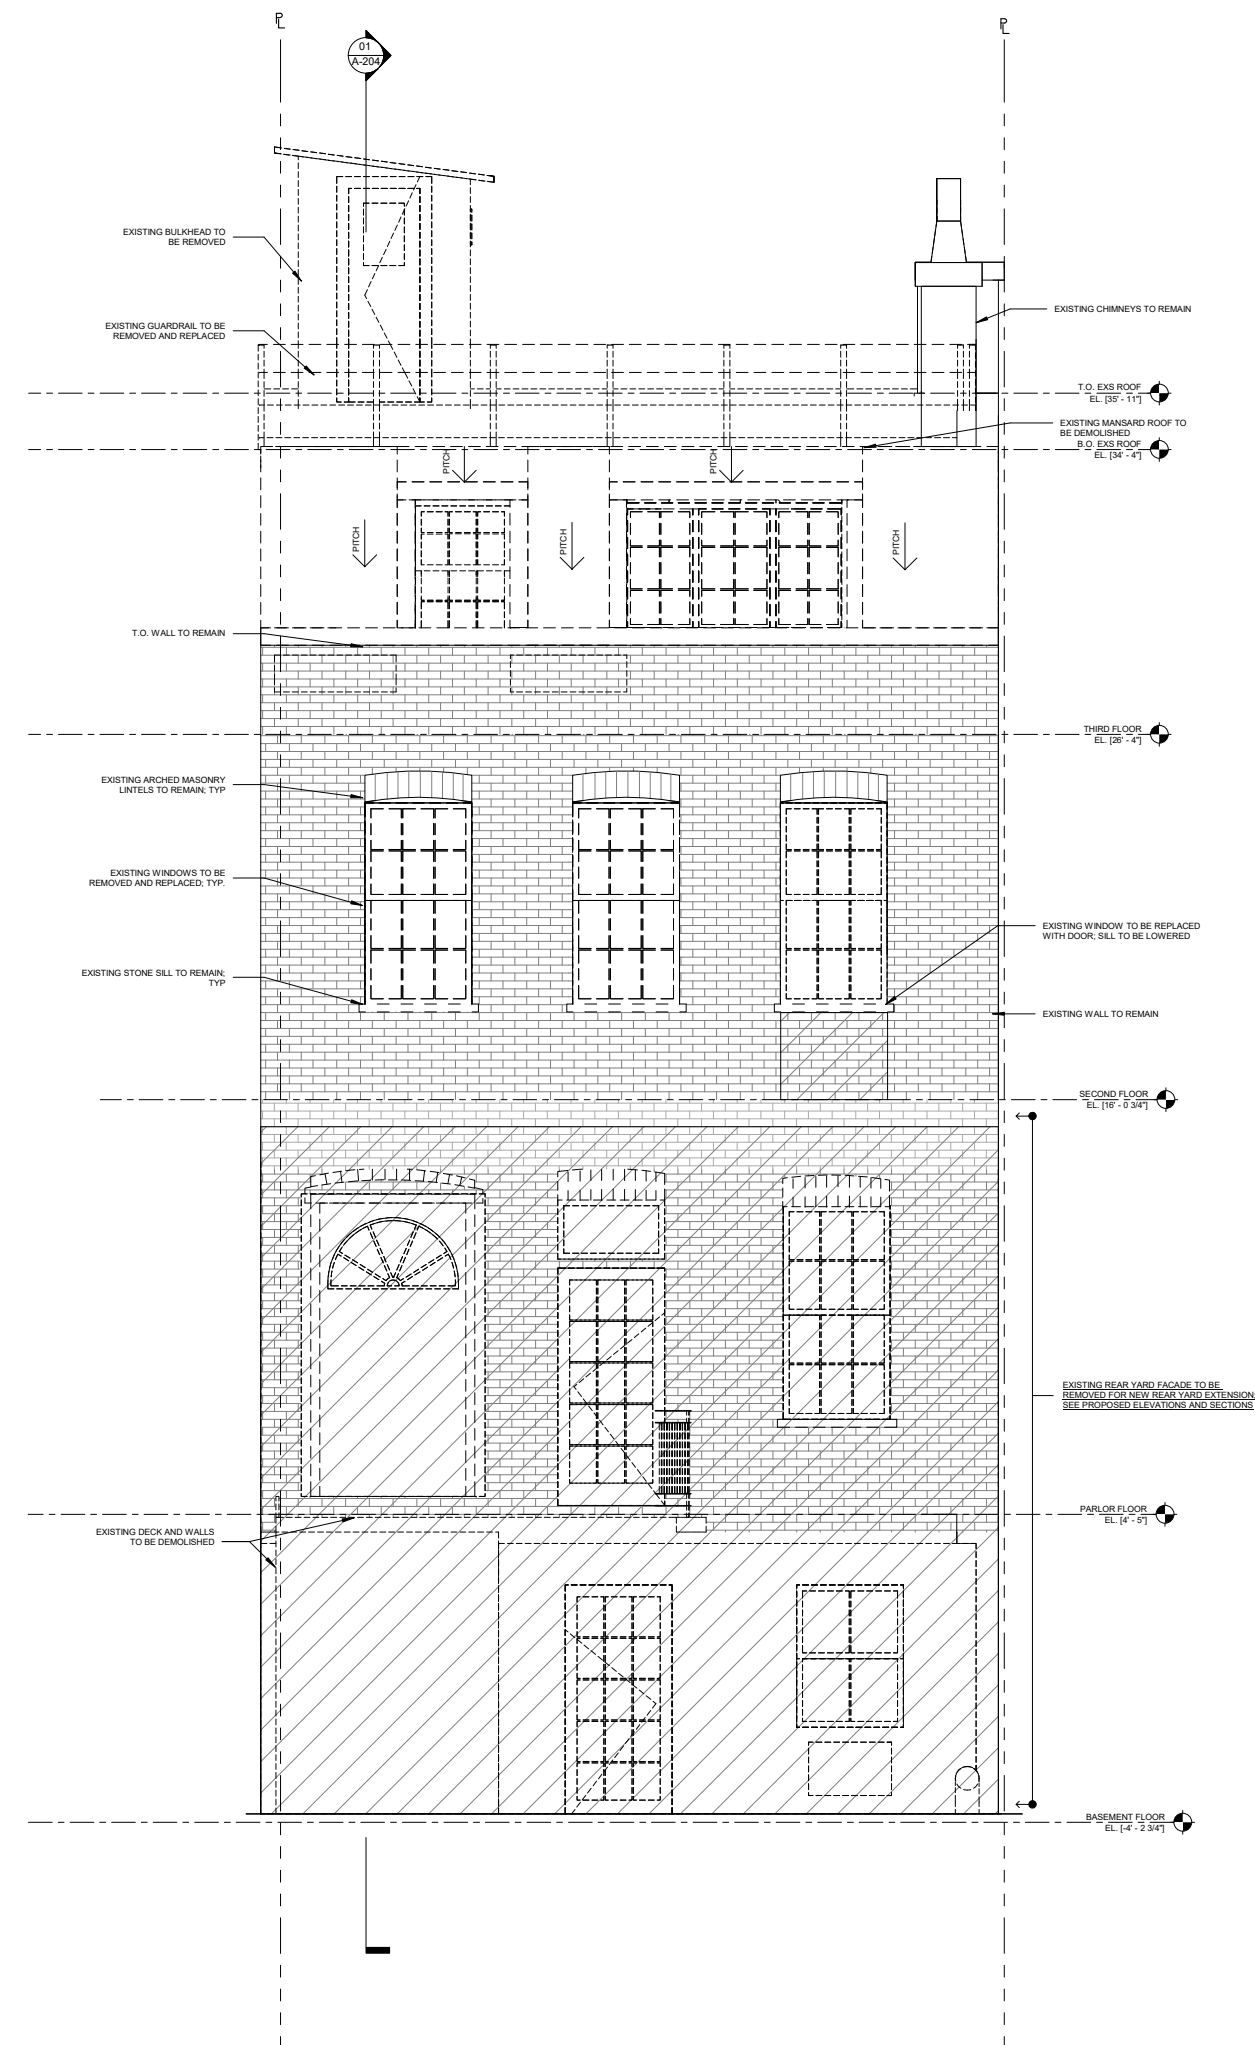 PL
PL
01
A-204
EXISTING BULKHEAD TO
BE REMOVED
EXISTING CHIMNEYS TO REMAIN
EXISTING GUARDRAIL TO BE
REMOVED AND REPLACED
T.O. EXS ROOF
EL. [35' - 11"]
EXISTING MANSARD ROOF TO
BE DEMOLISHED
B.O. EXS ROOF
EL. [34' - 4"]
PITCH
PITCH
PITCH
PITCH
PITCH
T.O. WALL TO REMAIN
THIRD FLOOR
EL. [26' - 4"]
EXISTING ARCHED MASONRY
LINTELS TO REMAIN; TYP
EXISTING WINDOWS TO BE
REMOVED AND REPLACED; TYP.
EXISTING WINDOW TO BE REPLACED
WITH DOOR; SILL TO BE LOWERED
EXISTING STONE SILL TO REMAIN;
TYP
EXISTING WALL TO REMAIN
SECOND FLOOR
EL. [16' - 0 3/4"]
EXISTING REAR YARD FACADE TO BE
REMOVED FOR NEW REAR YARD EXTENSION;
SEE PROPOSED ELEVATIONS AND SECTIONS
PARLOR FLOOR
EL. [4' - 5"]
EXISTING DECK AND WALLS
TO BE DEMOLISHED
BASEMENT FLOOR
EL. [-4' - 2 3/4"]